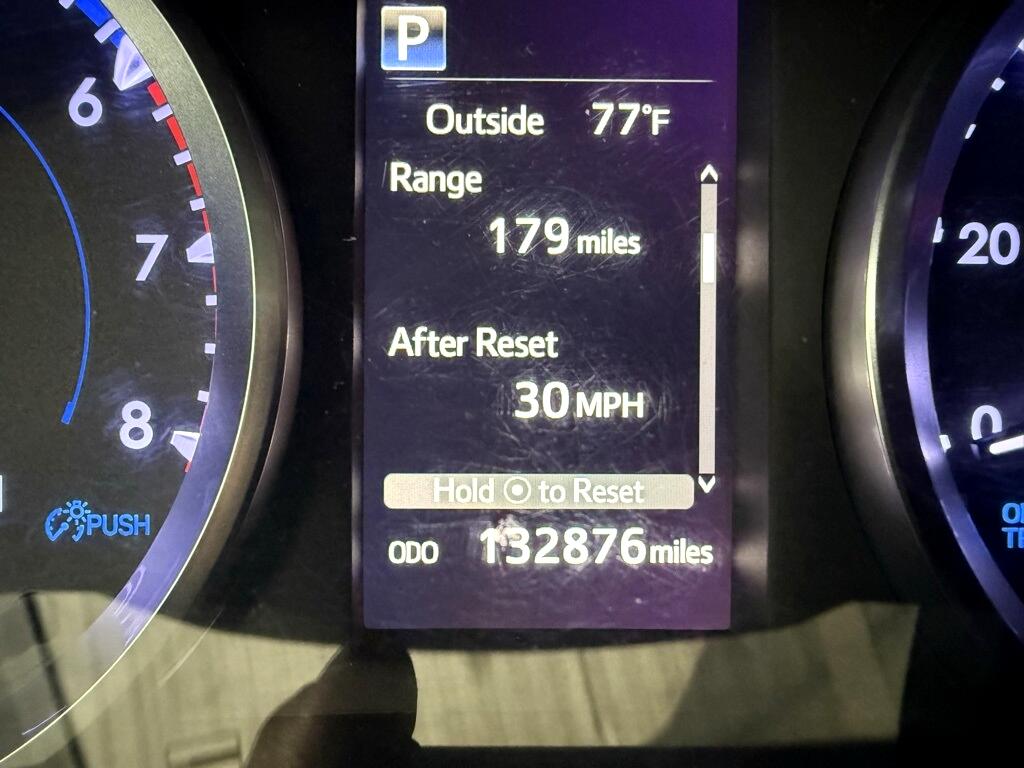 P
Outside 77°F
Range
179 miles
After Reset
30 MPH
Hold to Reset
ODO 132876 miles
6
7
8
PUSH
20
0